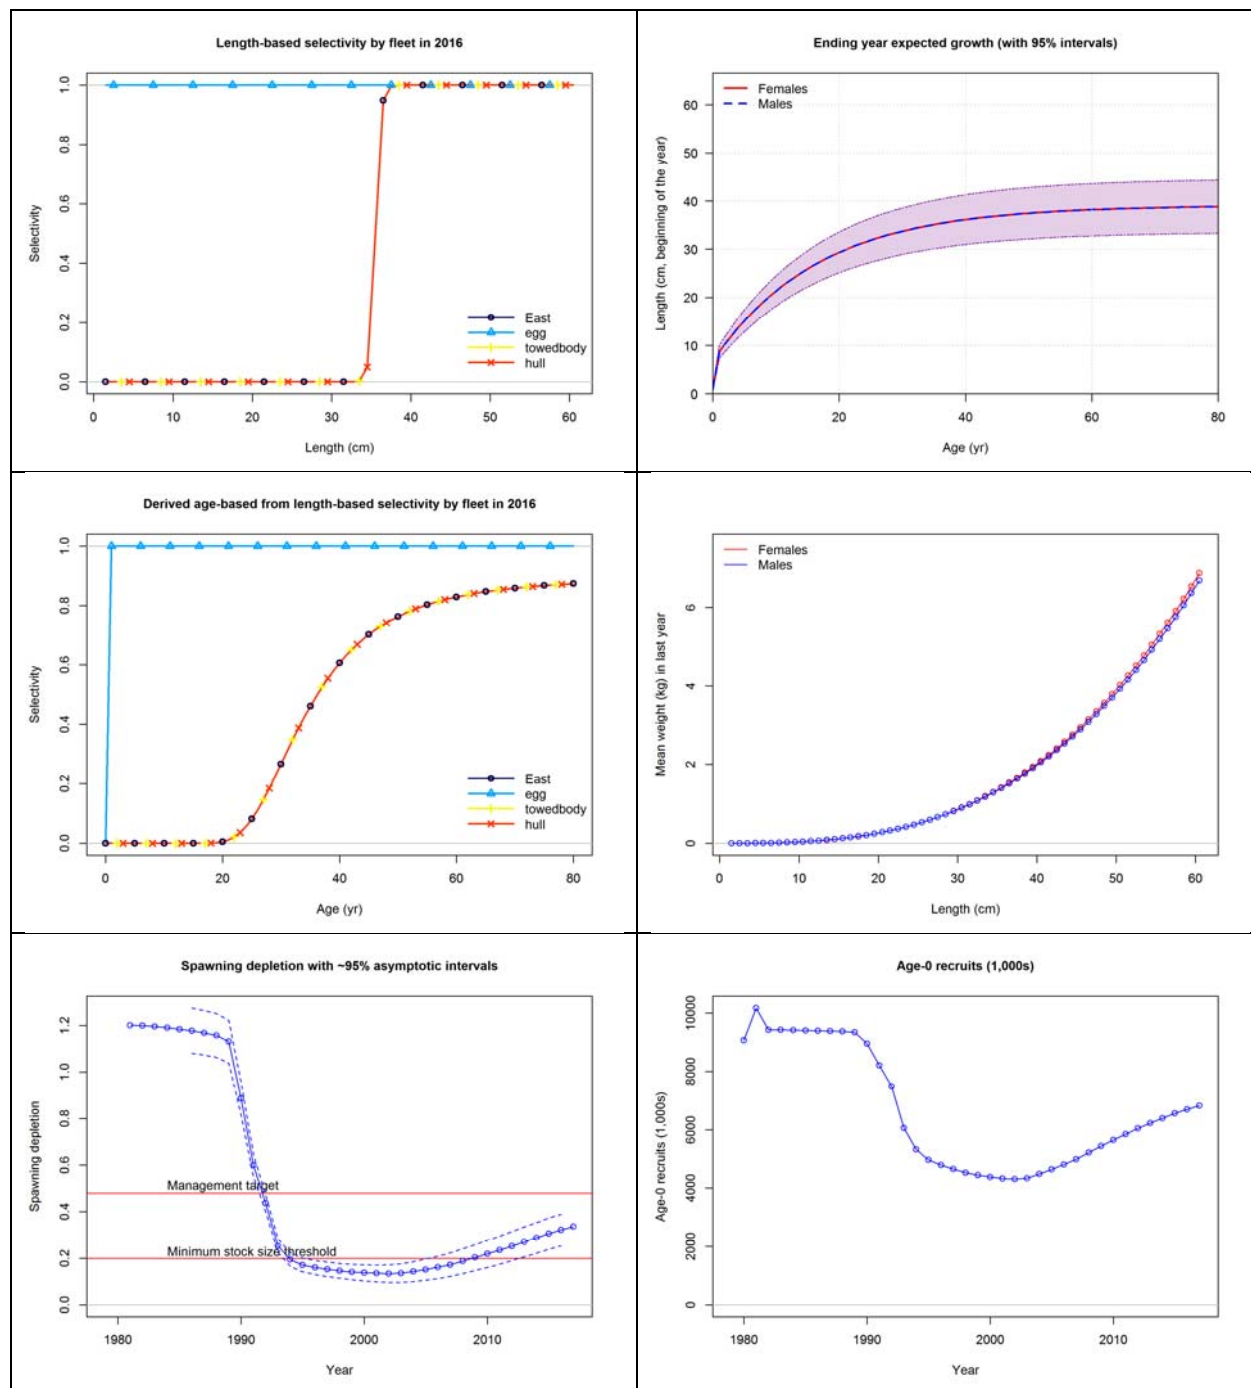 Length-based selectivity by fleet in 2016
Selectivity
1.0
0.8
0.6
0.4
0.2
0.0
East
egg
towedbody
hull
0 10 20 30 40 50 60
Length (cm)
Ending year expected growth (with 95% intervals)
Length (cm, beginning of the year)
60
50
40
30
20
10
0
Females
Males
0 20 40 60 80
Age (yr)
Derived age-based from length-based selectivity by fleet in 2016
Selectivity
1.0
0.8
0.6
0.4
0.2
0.0
East
egg
towedbody
hull
0 20 40 60 80
Age (yr)
Mean weight (kg) in last year
6
4
2
0
Females
Males
0 10 20 30 40 50 60
Length (cm)
Spawning depletion with ~95% asymptotic intervals
Spawning depletion
1.2
1.0
0.8
0.6
0.4
0.2
0.0
Management target
Minimum stock size threshold
1980 1990 2000 2010
Year
Age-0 recruits (1,000s)
Age-0 recruits (1,000s)
10000
8000
6000
4000
2000
0
1980 1990 2000 2010
Year